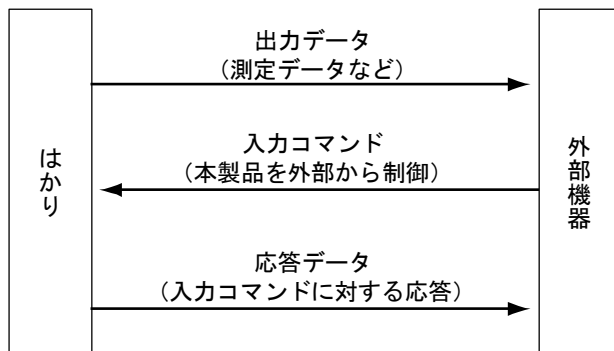 はかり
出力データ
（測定データなど）
入力コマンド
（本製品を外部から制御）
応答データ
（入力コマンドに対する応答）
外部機器